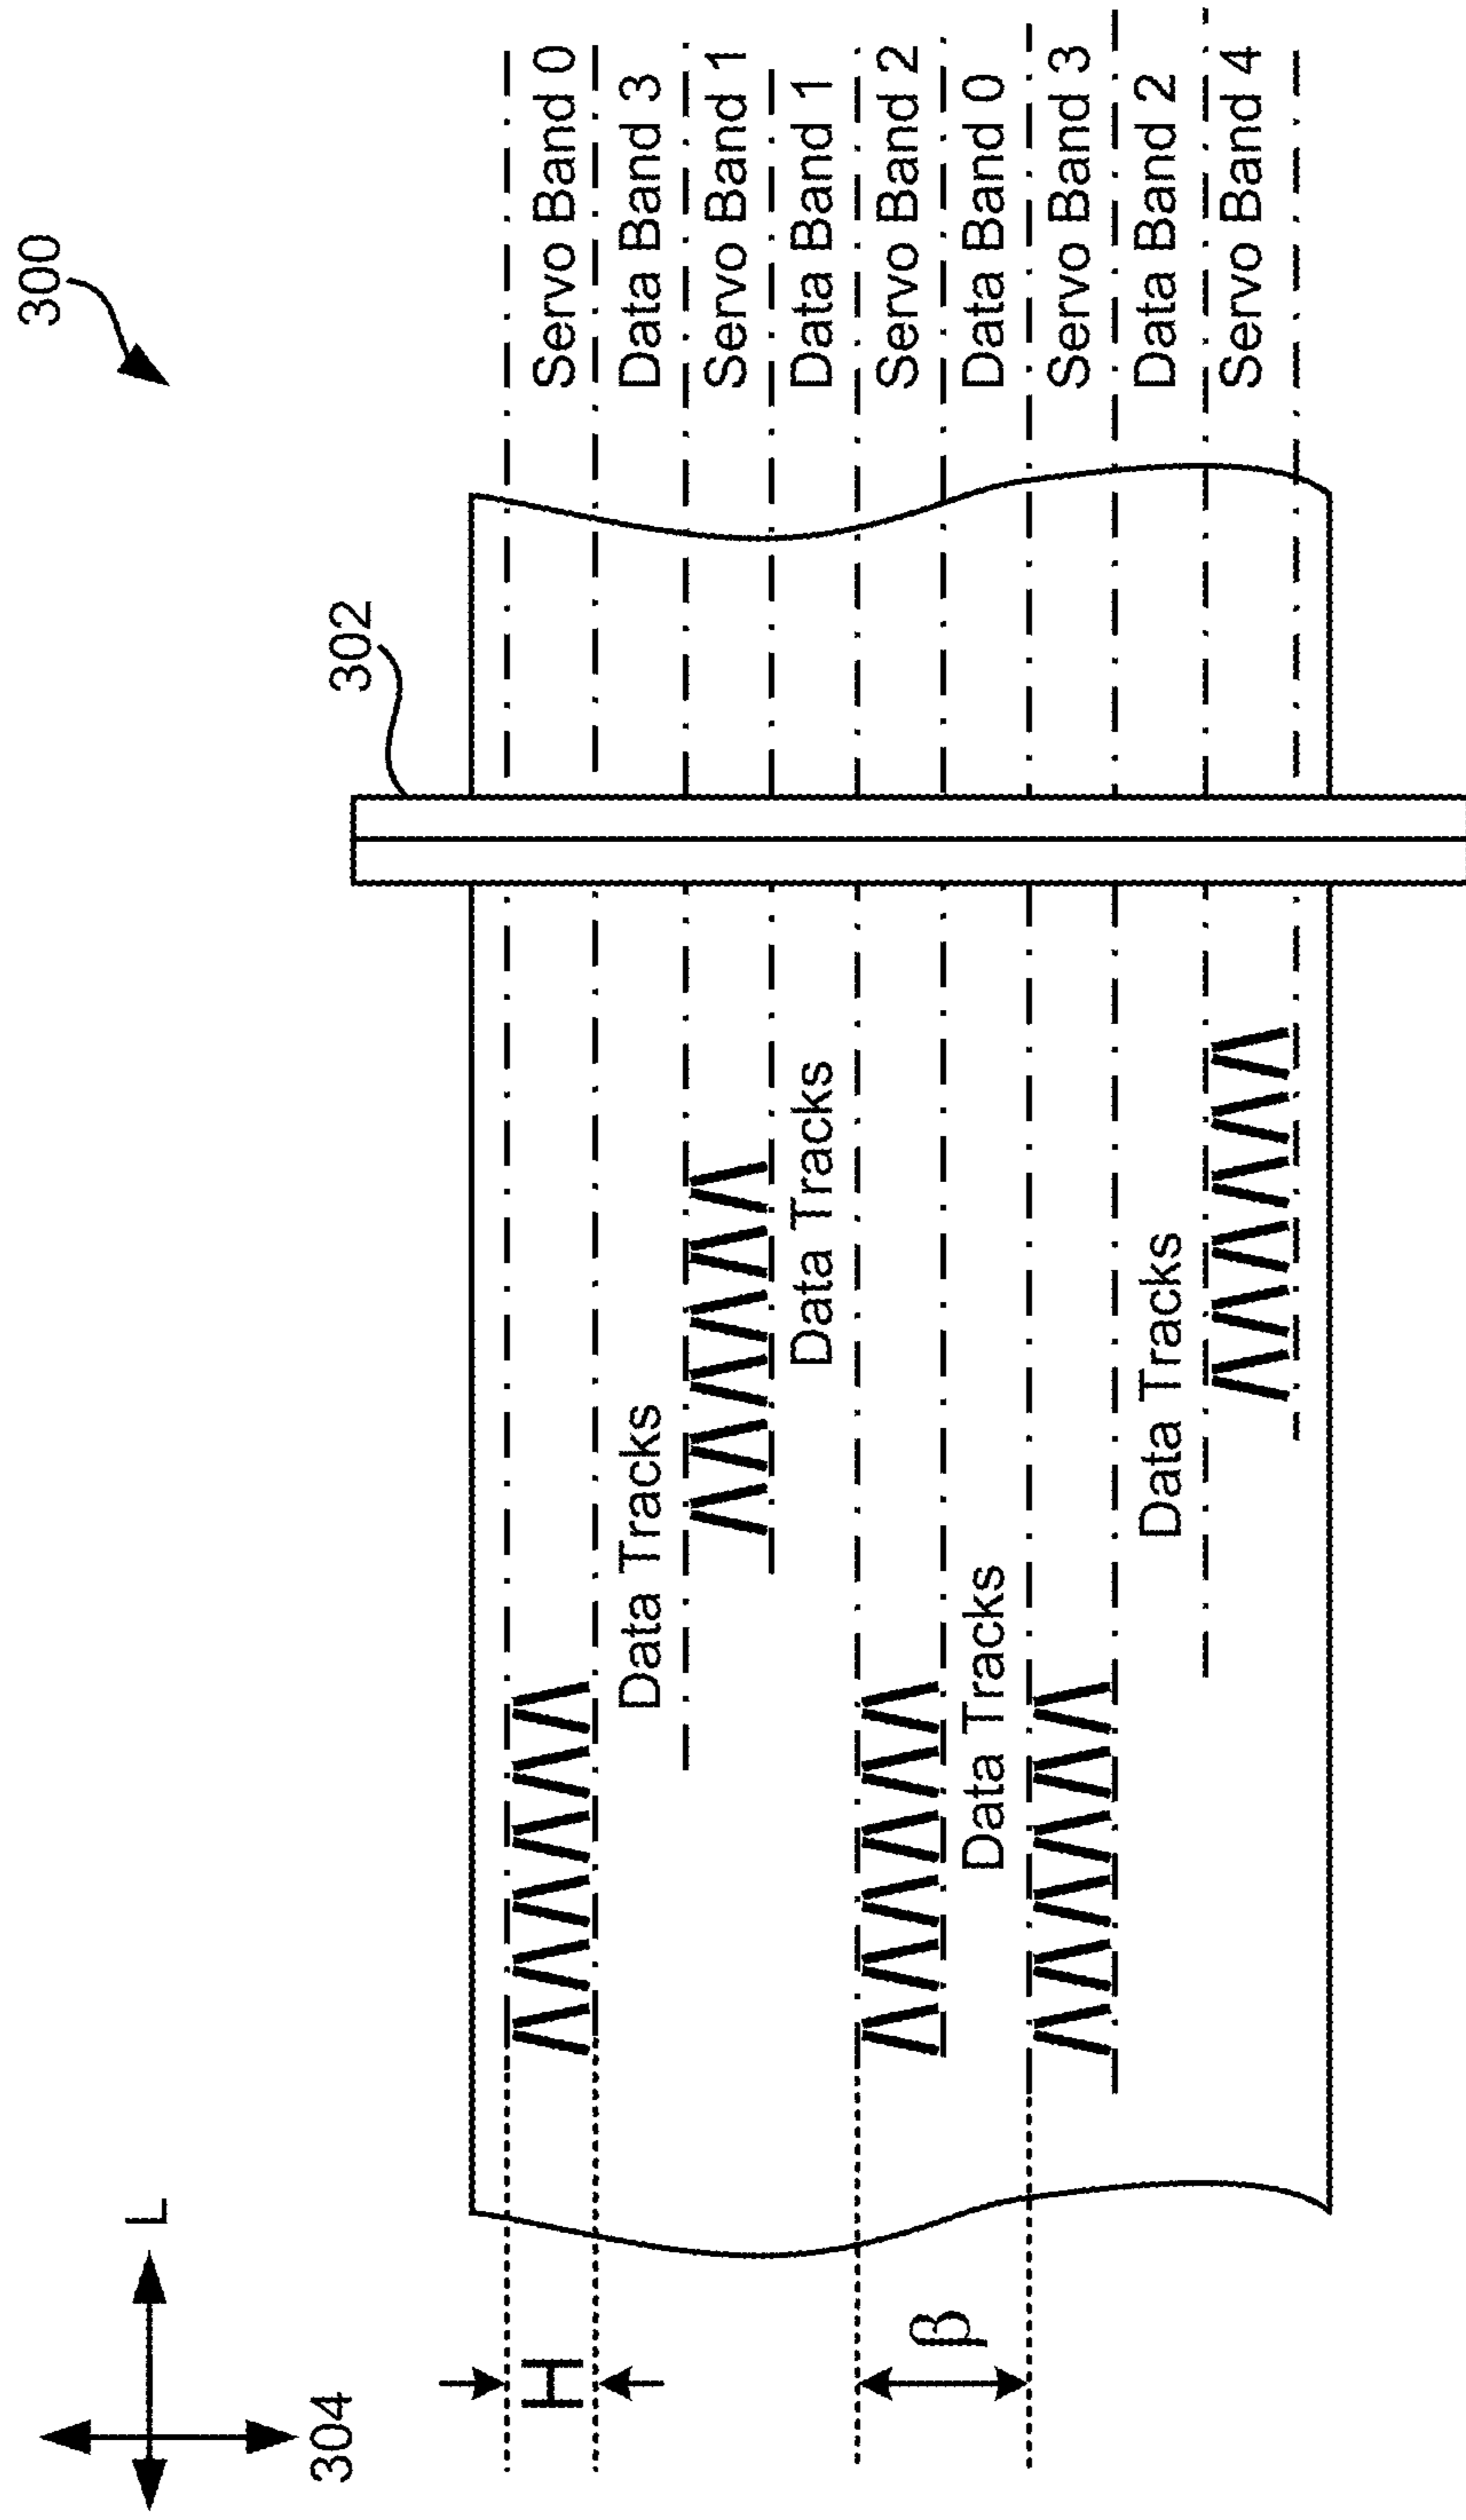 300
302
Servo Band 0
Data Band 3
Servo Band 1
Data Band 1
Servo Band 2
Data Band 0
Servo Band 3
Data Band 2
Servo Band 4
Data Tracks
Data Tracks
Data Tracks
Data Tracks
L
304
H
β